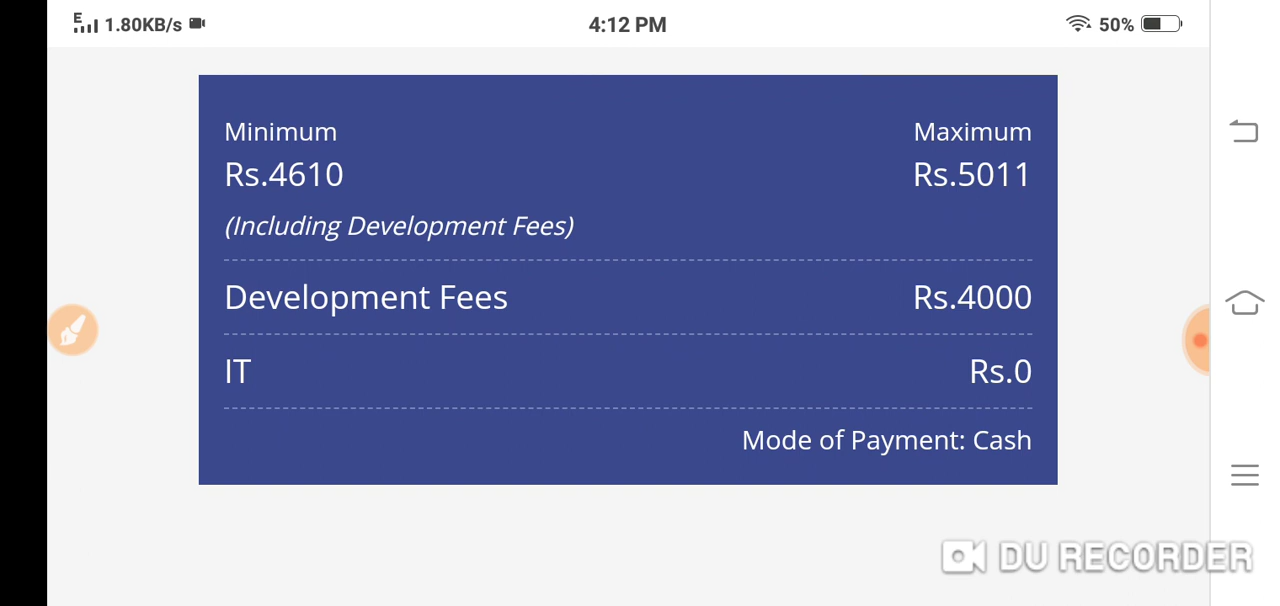 E 1.80KB/s 4:12 PM 50%
Minimum Maximum
Rs.4610 Rs.5011
(Including Development Fees)
Development Fees Rs.4000
IT Rs.0
Mode of Payment: Cash
DU RECORDER